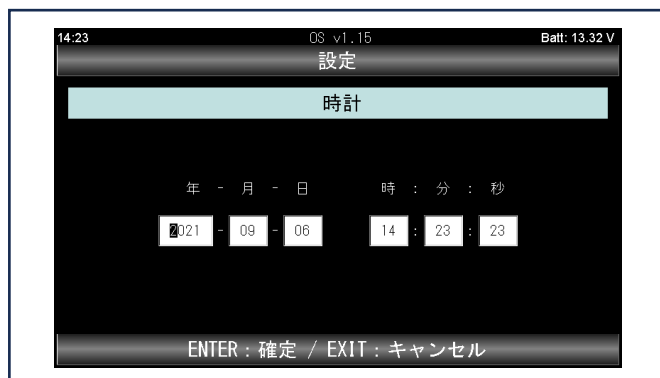 14:23 OS v1.15 Batt: 13.32 V
設定
時計
年 - 月 - 日 時 : 分 : 秒
2021 - 09 - 06 14 : 23 : 23
ENTER：確定 / EXIT：キャンセル